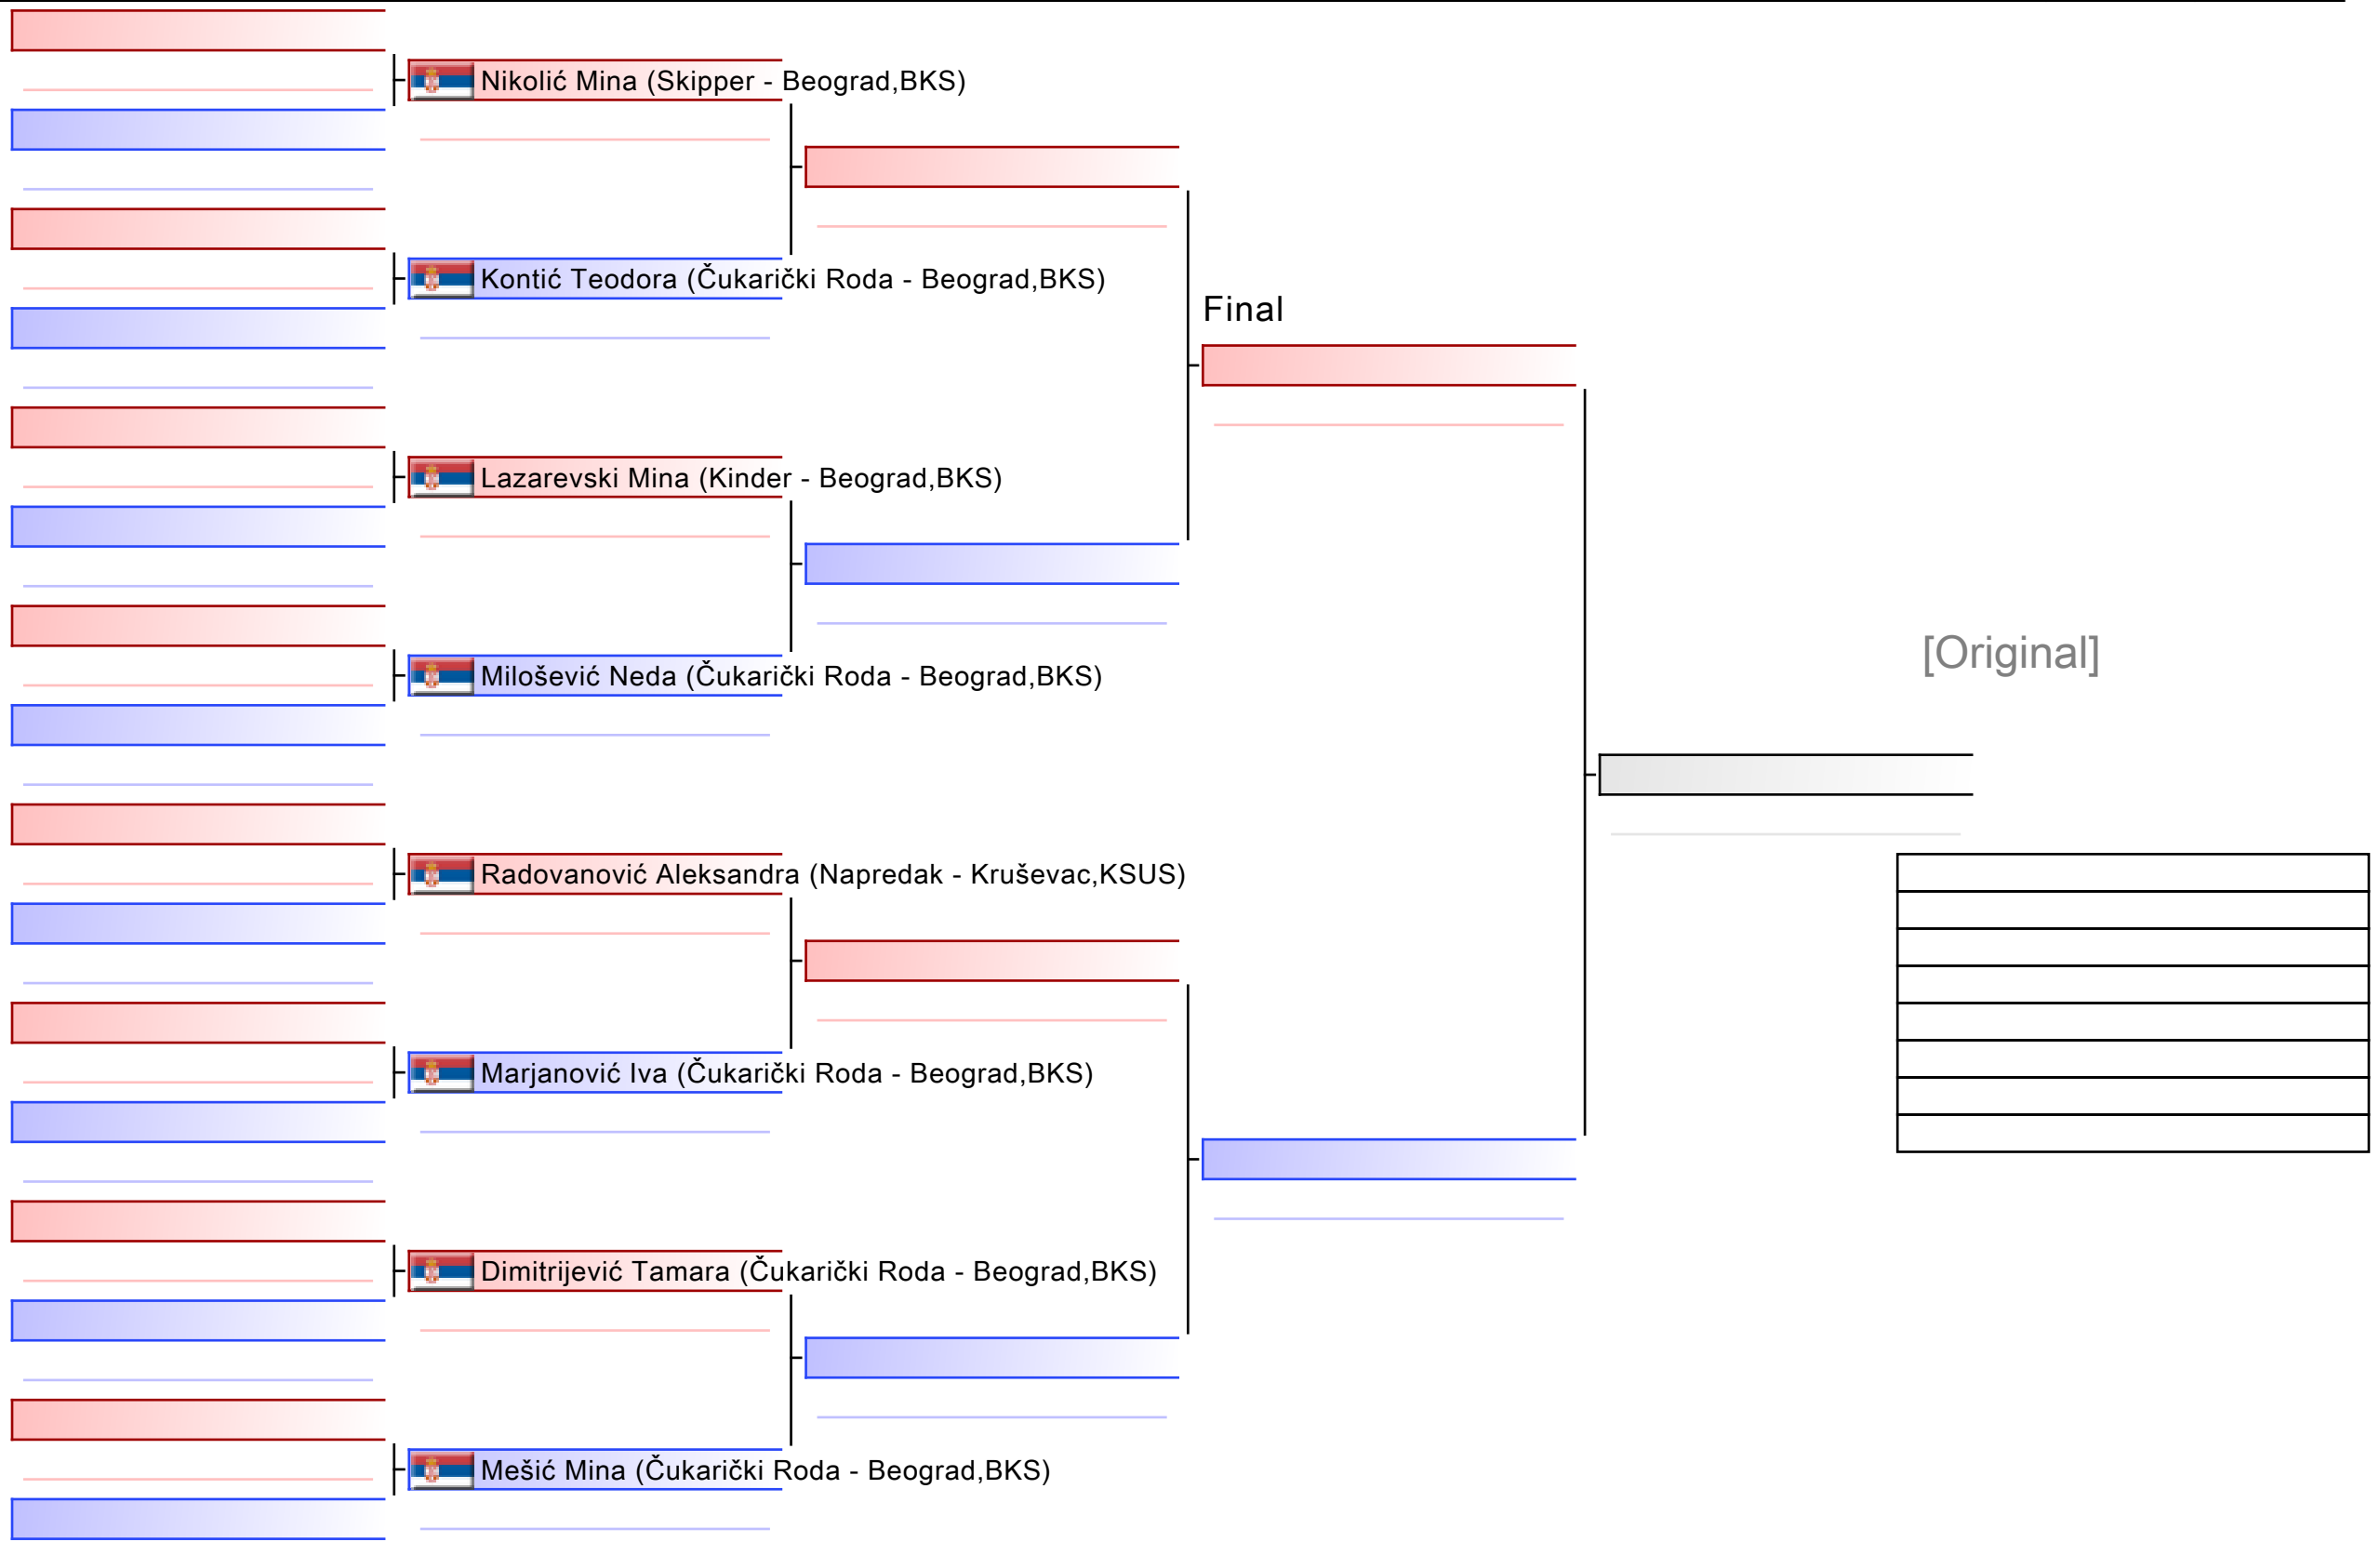 Nikolić Mina (Skipper - Beograd,BKS)
Kontić Teodora (Čukarički Roda - Beograd,BKS)
Final
Lazarevski Mina (Kinder - Beograd,BKS)
[Original]
Milošević Neda (Čukarički Roda - Beograd,BKS)
Radovanović Aleksandra (Napredak - Kruševac,KSUS)
Marjanović Iva (Čukarički Roda - Beograd,BKS)
Dimitrijević Tamara (Čukarički Roda - Beograd,BKS)
Mešić Mina (Čukarički Roda - Beograd,BKS)